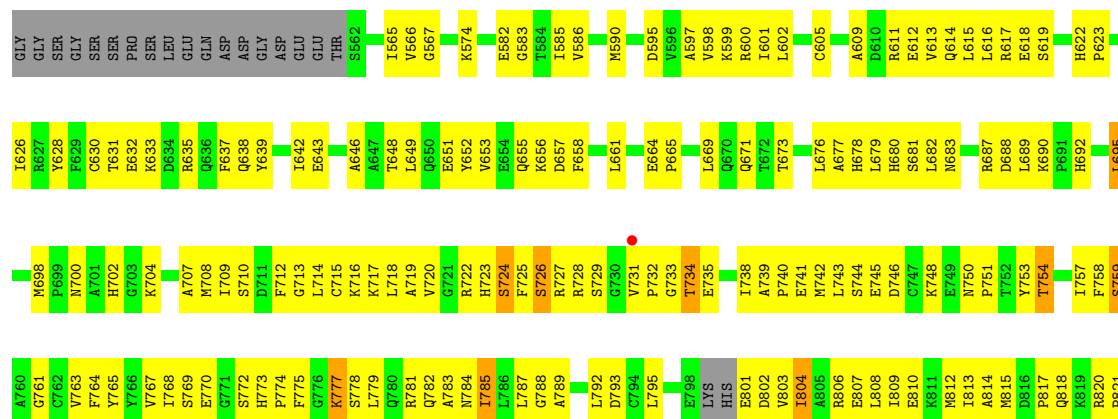 GLY GLY SER GLY SER SER PRO SER LEU GLU GLN ASP ASP GLY ASP GLU GLU THR S562 I565 V566 G567 K574 E582 G583 T584 I585 V586 M590 D595 V596 A597 V598 K599 R600 I601 L602 C605 A609 D610 R611 E612 V613 Q614 L615 L616 R617 E618 S619 H622 P623
I626 R627 Y628 F629 C630 T631 E632 K633 D634 R635 Q636 F637 Q638 Y639 I642 E643 A646 A647 T648 L649 Q650 E651 Y652 V653 E654 Q655 K656 D657 F658 L661 E664 P665 L669 Q670 Q671 T672 T673 L676 A677 H678 L679 H680 S681 L682 N683 R687 D688 L689 K690 P691 H692
M698 P699 N700 A701 H702 G703 K704 A707 M708 I709 S710 D711 F712 G713 L714 C715 K716 K717 L718 A719 V720 G721 R722 H723 S724 F725 S726 R727 R728 S729 G730 V731 P732 G733 T734 E735 I738 A739 P740 E741 M742 L743 S744 E745 D746 C747 K748 E749 N750 P751 T752 Y753 T754 I757 F758 S759
A760 G761 C762 V763 F764 Y765 Y766 V767 I768 S769 E770 G771 S772 H773 P774 F775 G776 K777 S778 L779 Q780 R781 Q782 A783 N784 I785 L786 L787 G788 A789 L792 D793 C794 L795 E798 LYS HIS E801 D802 V803 I804 A805 R806 E807 L808 I809 E810 K811 M812 I813 A814 M815 D816 P817 Q818 K819 R820